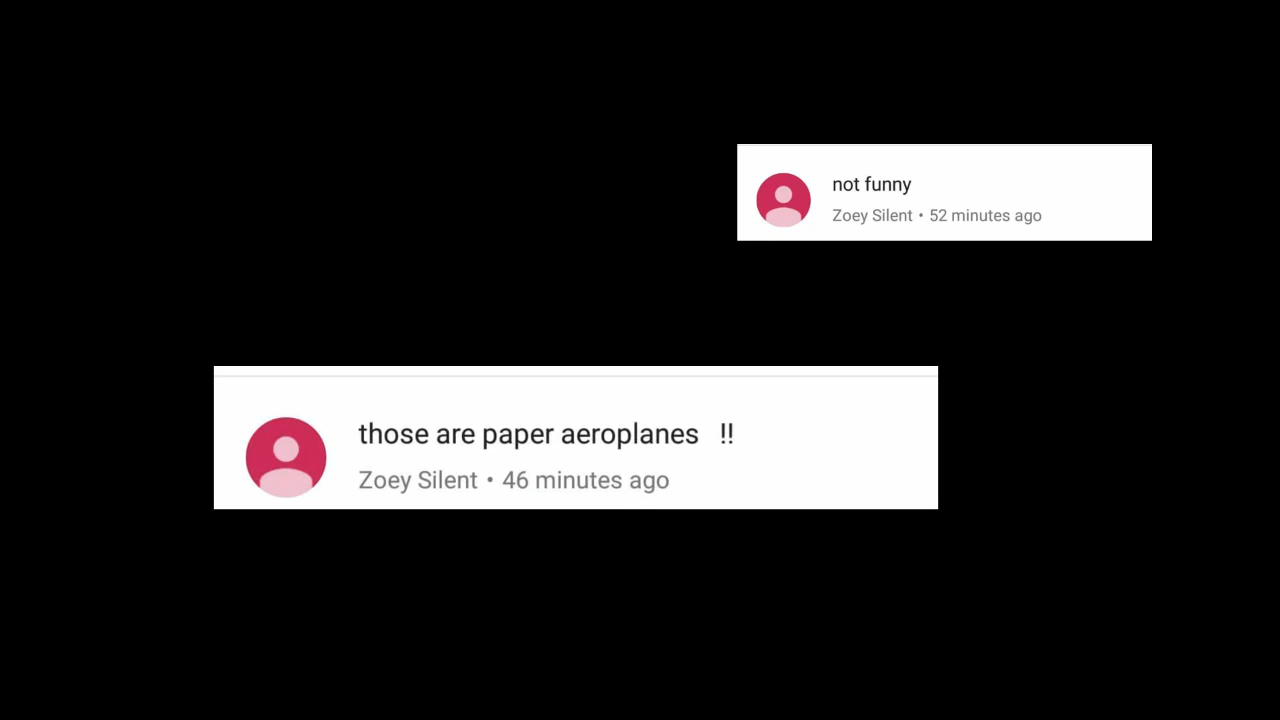 not funny
Zoey Silent • 52 minutes ago
those are paper aeroplanes !!
Zoey Silent • 46 minutes ago